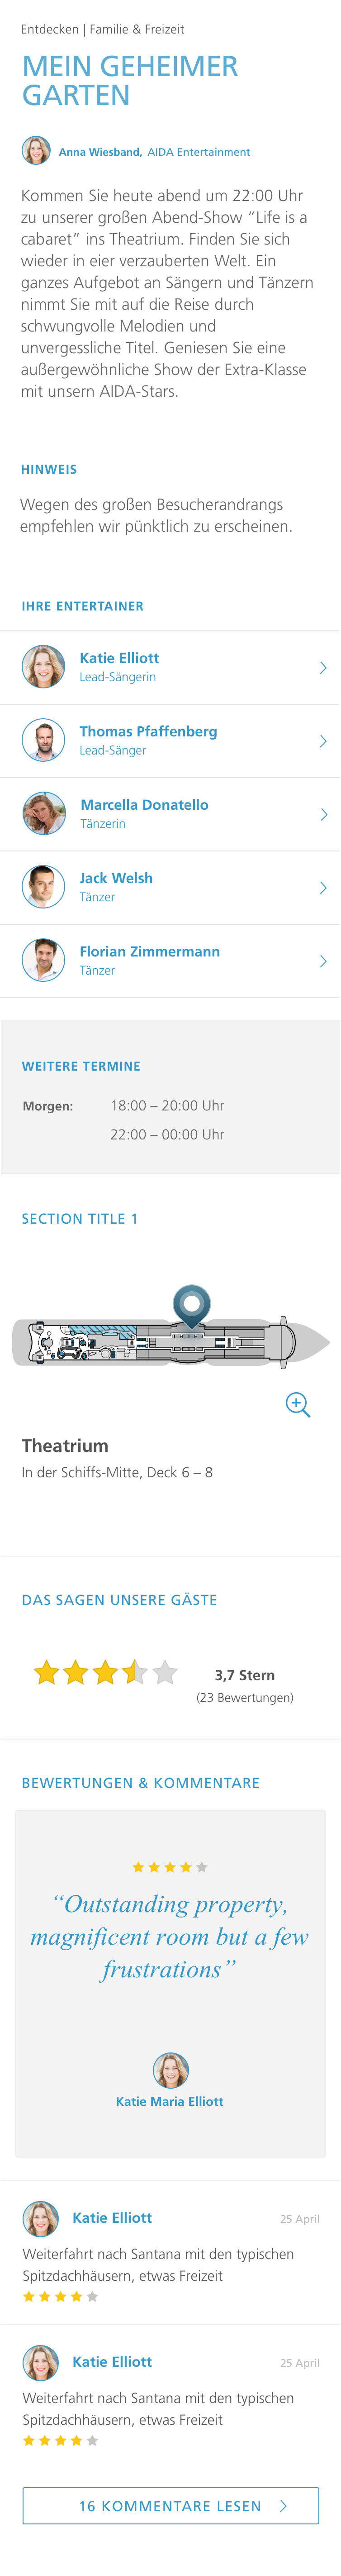 Entdecken | Familie & Freizeit
MEIN GEHEIMER
GARTEN
Anna Wiesband, AIDA Entertainment
Kommen Sie heute abend um 22:00 Uhr
zu unserer großen Abend-Show “Life is a
cabaret” ins Theatrium. Finden Sie sich
wieder in eier verzauberten Welt. Ein
ganzes Aufgebot an Sängern und Tänzern
nimmt Sie mit auf die Reise durch
schwungvolle Melodien und
unvergessliche Titel. Geniesen Sie eine
außergewöhnliche Show der Extra-Klasse
mit unsern AIDA-Stars.
HINWEIS
Wegen des großen Besucherandrangs
empfehlen wir pünktlich zu erscheinen.
IHRE ENTERTAINER
Katie Elliott
Lead-Sängerin
Thomas Pfaffenberg
Lead-Sänger
Marcella Donatello
Tänzerin
Jack Welsh
Tänzer
Florian Zimmermann
Tänzer
WEITERE TERMINE
Morgen: 18:00 – 20:00 Uhr
22:00 – 00:00 Uhr
SECTION TITLE 1
Theatrium
In der Schiffs-Mitte, Deck 6 – 8
DAS SAGEN UNSERE GÄSTE
3,7 Stern
(23 Bewertungen)
BEWERTUNGEN & KOMMENTARE
“Outstanding property,
magnificent room but a few
frustrations”
Katie Maria Elliott
Katie Elliott 25 April
Weiterfahrt nach Santana mit den typischen
Spitzdachhäusern, etwas Freizeit
Katie Elliott 25 April
Weiterfahrt nach Santana mit den typischen
Spitzdachhäusern, etwas Freizeit
16 KOMMENTARE LESEN